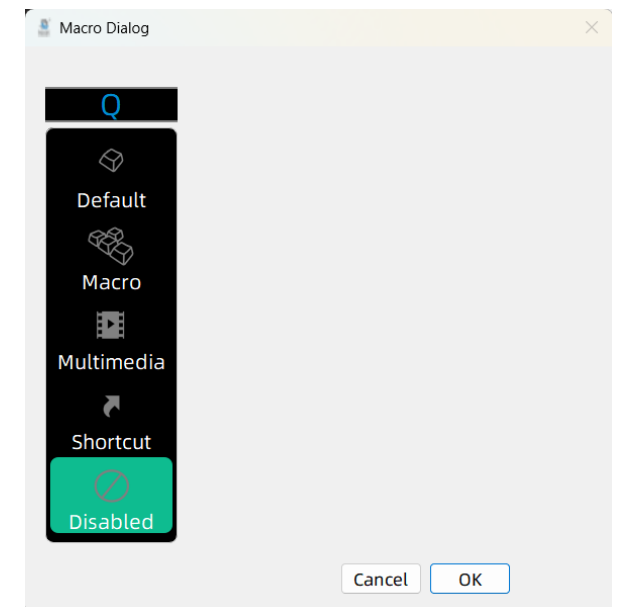 Macro Dialog
Q
Default
Macro
Multimedia
Shortcut
Disabled
Cancel OK